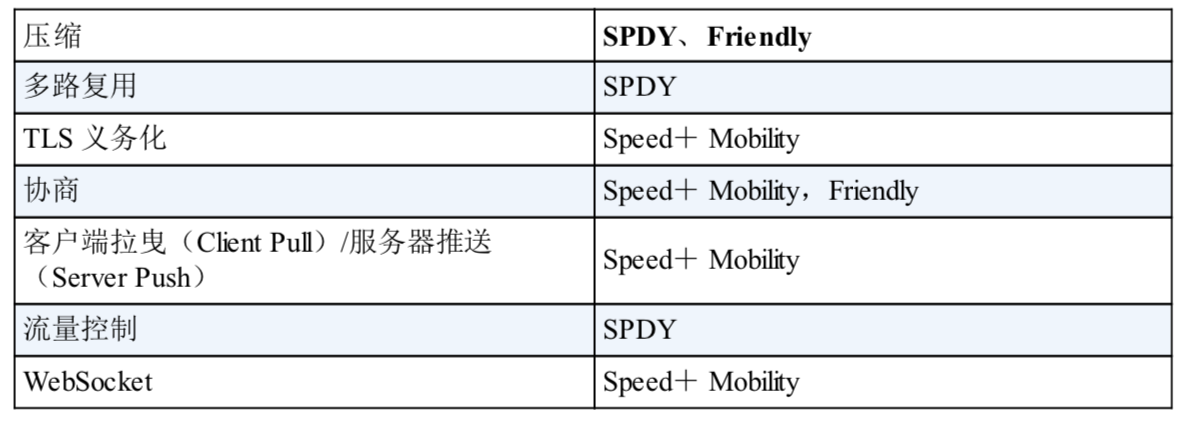 压缩
SPDY、Friendly
多路复用
SPDY
TLS 义务化
Speed＋ Mobility
协商
Speed＋ Mobility，Friendly
客户端拉曳（Client Pull）/服务器推送
（Server Push）
Speed＋ Mobility
流量控制
SPDY
WebSocket
Speed＋ Mobility